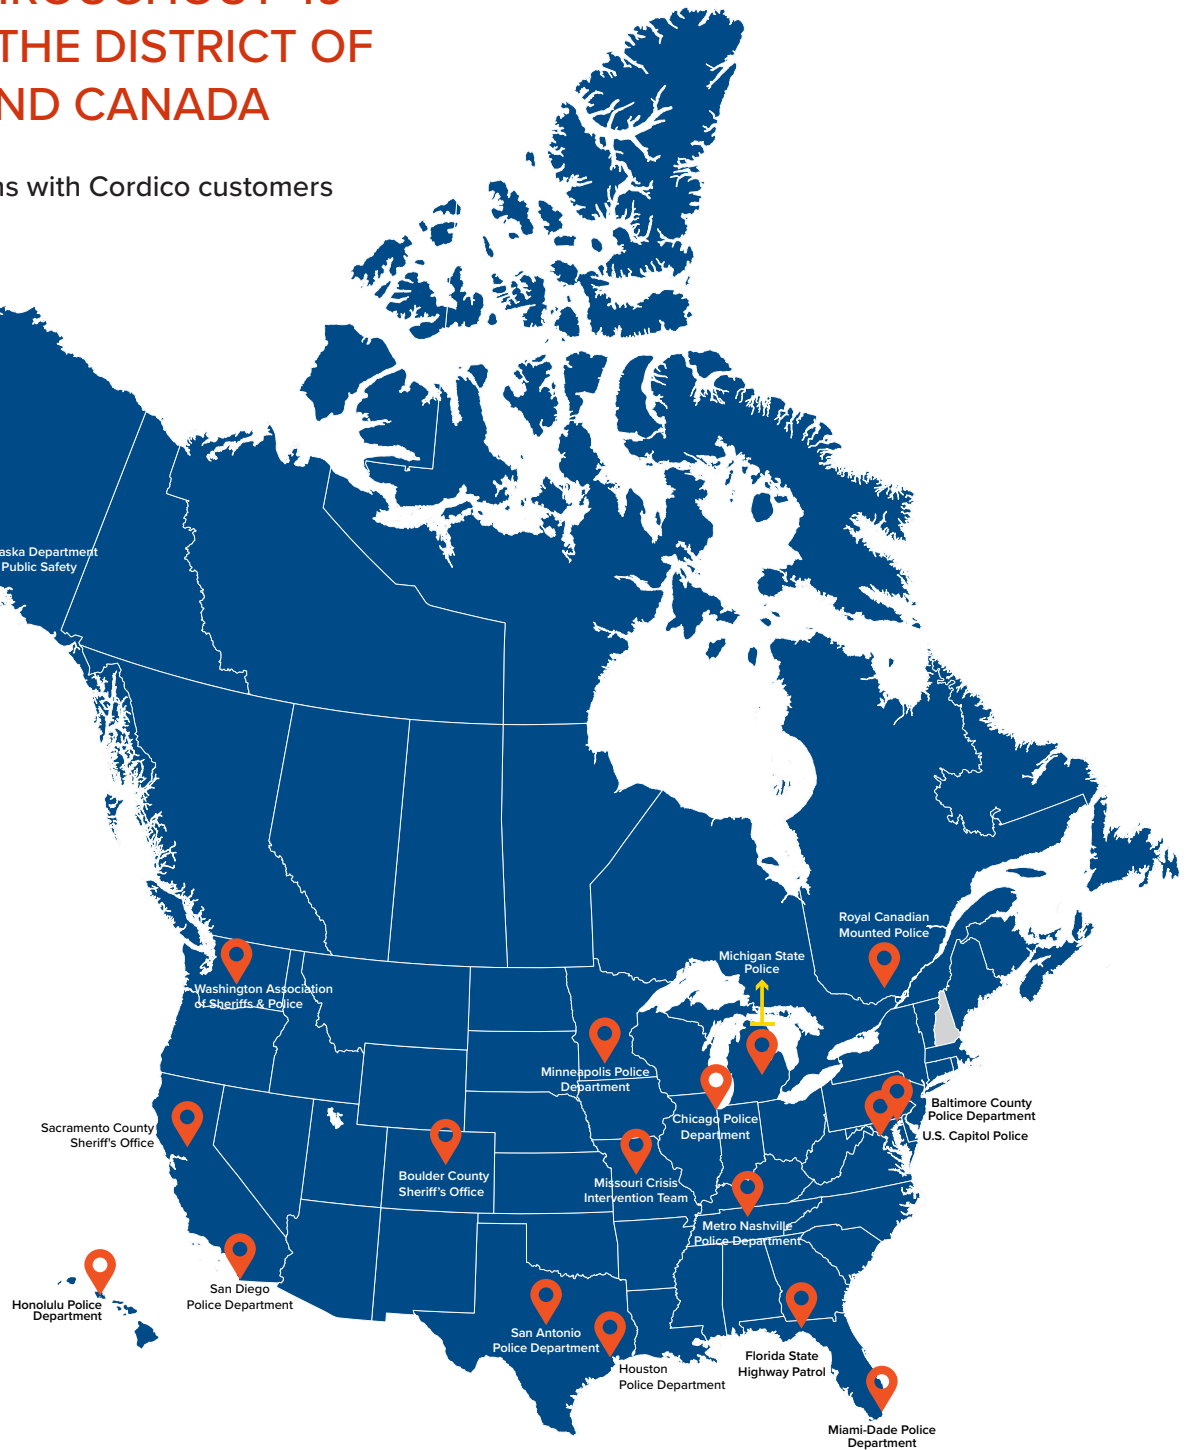 THE DISTRICT OF
ND CANADA
ns with Cordico customers
aska Department
Public Safety
Royal Canadian
Mounted Police
Michigan State
Police
Washington Association
of Sheriffs & Police
Minneapolis Police
Department
Chicago Police
Department
Baltimore County
Police Department
U.S. Capitol Police
Sacramento County
Sheriff's Office
Boulder County
Sheriff's Office
Missouri Crisis
Intervention Team
Metro Nashville
Police Department
San Diego
Police Department
Honolulu Police
Department
San Antonio
Police Department
Houston
Police Department
Florida State
Highway Patrol
Miami-Dade Police
Department